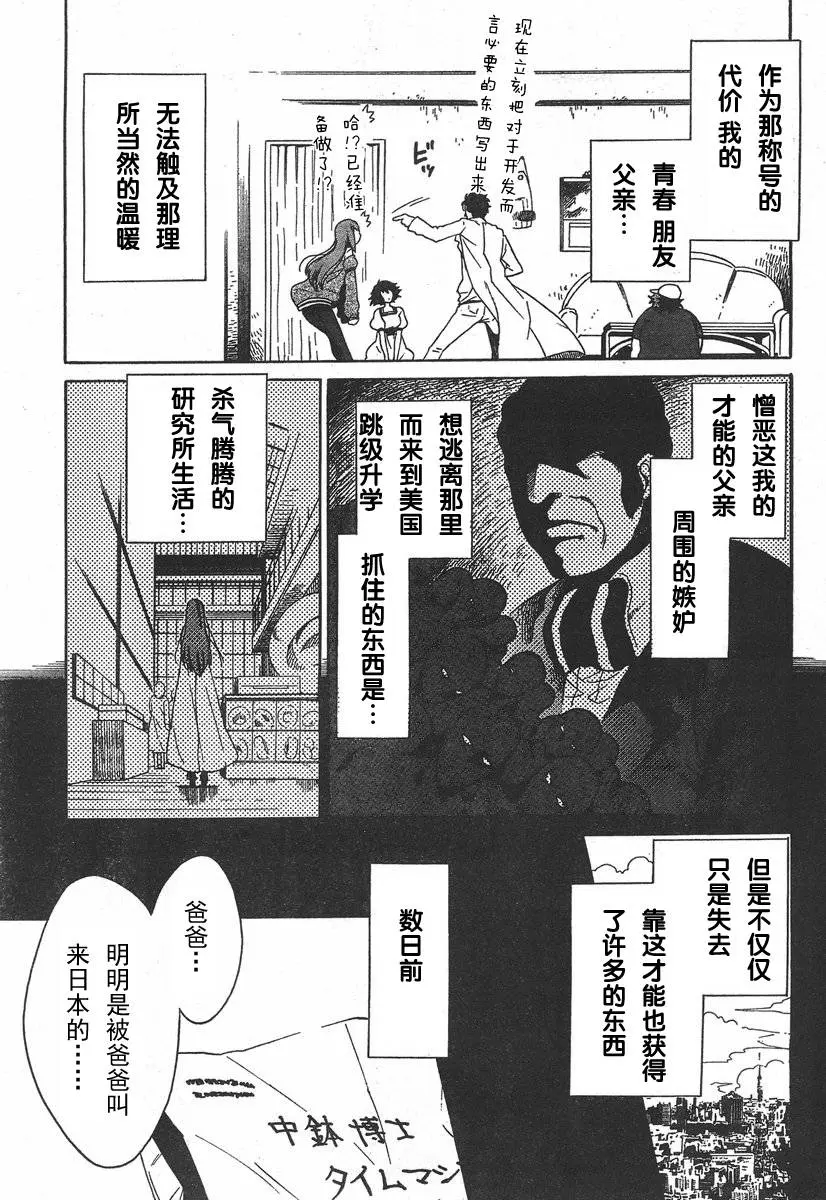 作为那称号的
代价 我的
青春 朋友
父亲…
现在立刻把对于开发而
言必要的东西写出来
ビッ
哈!?已经准
备做了!?
无法触及那理
所当然的温暖
憎恶这我的
才能的父亲
周围的嫉妒
想逃离那里
而来到美国
跳级升学
抓住的东西是…
杀气腾腾的
研究所生活…
但是不仅仅
只是失去
靠这才能也获得
了许多的东西
数日前
爸爸…
明明是被爸爸叫
来日本的……
中鉢博士
タイムマシ